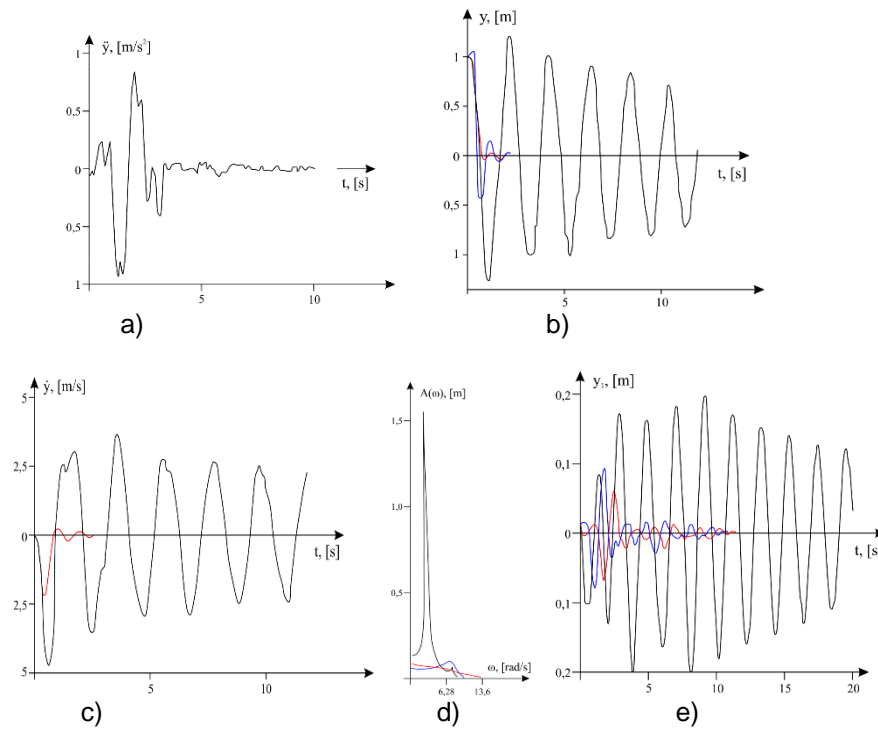 ÿ, [m/s²]
1
0,5
0
0,5
1
5
10
t, [s]
a)
y, [m]
1
0,5
0
0,5
1
5
10
t, [s]
b)
ẏ, [m/s]
5
2,5
0
2,5
5
5
10
t, [s]
c)
A(ω), [m]
1,5
1,0
0,5
ω, [rad/s]
6,28
13,6
d)
y₁, [m]
0,2
0,1
0
0,1
0,2
5
10
15
20
t, [s
e)